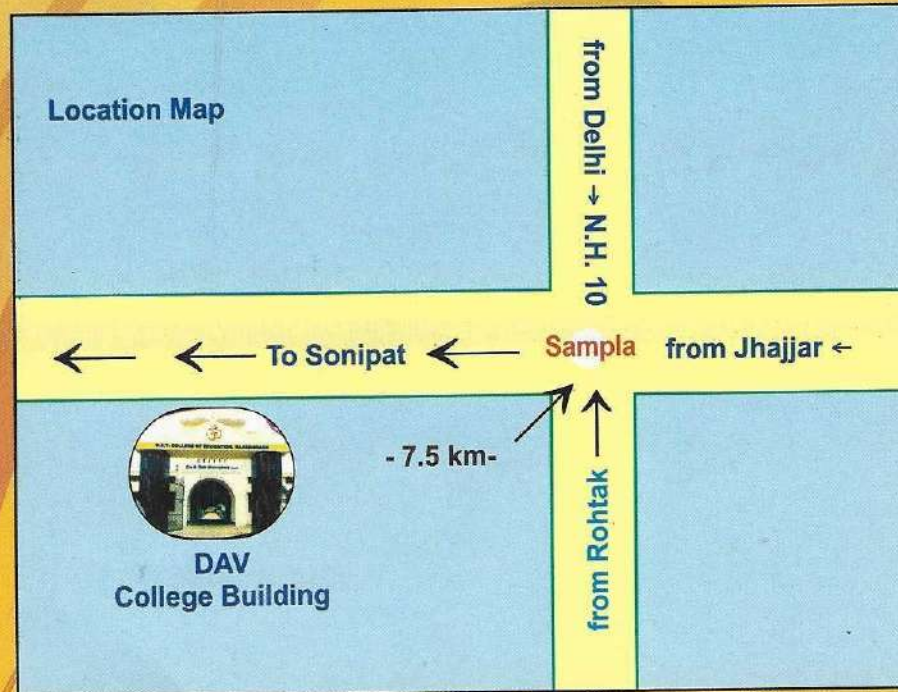 Location Map
from Delhi → N.H. 10
← ← To Sonipat ← Sampla from Jhajjar ←
- 7.5 km-
from Rohtak
DAV
College Building